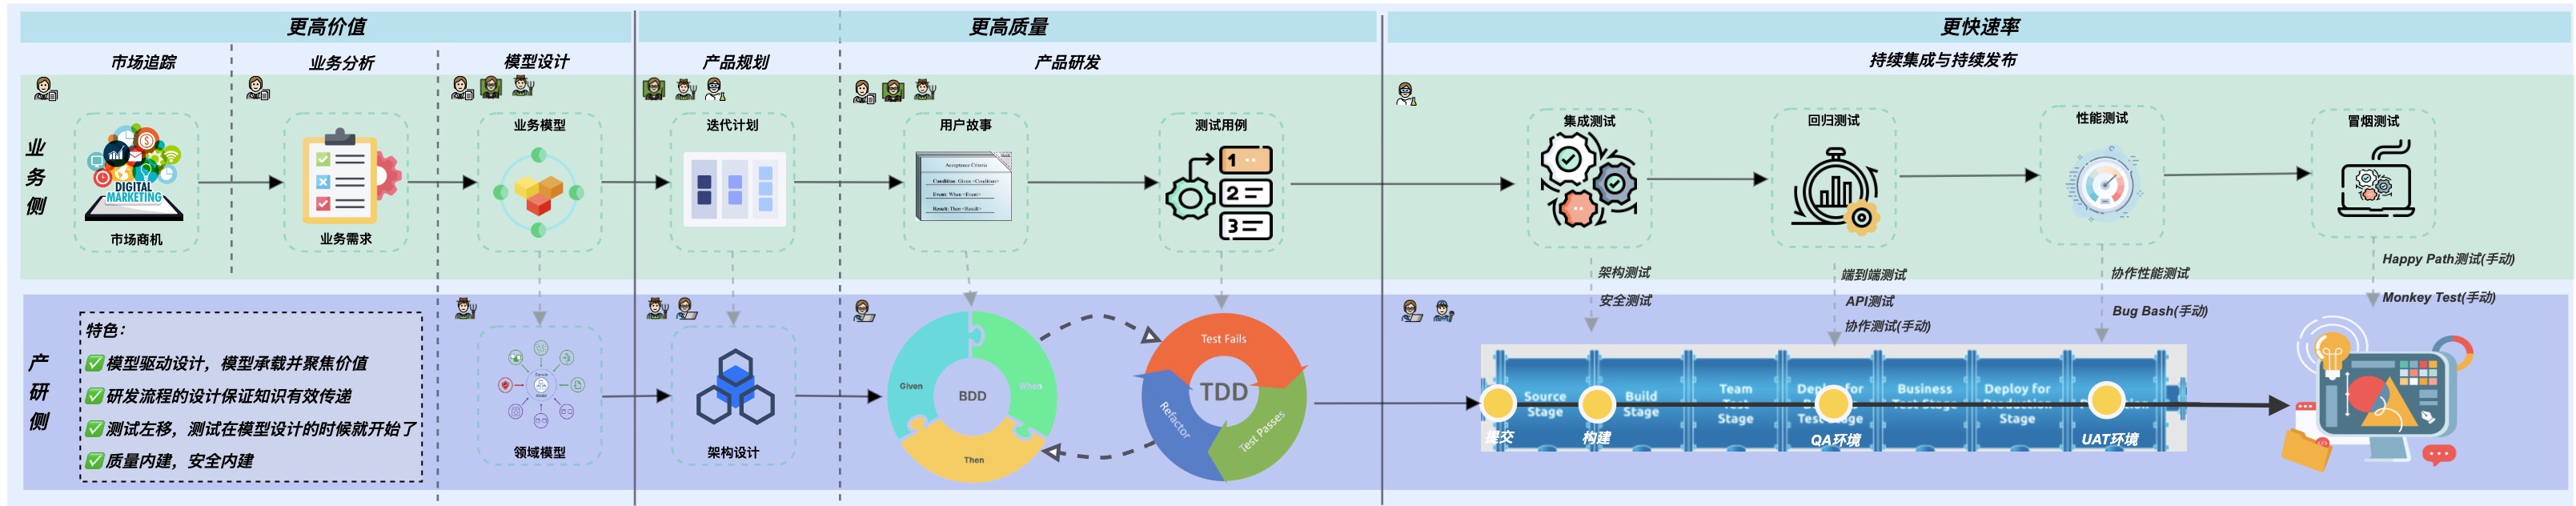 更高价值
更高质量
更快速率
市场追踪
业务分析
模型设计
产品规划
产品研发
持续集成与持续发布
业务侧
DIGITAL
MARKETING
市场商机
业务需求
业务模型
迭代计划
用户故事
Acceptance Criteria
Condition: Given <Condition>
Event: When <Event>
Result: Then <Result>
测试用例
1
2
3
集成测试
回归测试
性能测试
冒烟测试
架构测试
安全测试
端到端测试
API测试
协作测试(手动)
协作性能测试
Bug Bash(手动)
Happy Path测试(手动)
Monkey Test(手动)
产研侧
特色：
模型驱动设计，模型承载并聚焦价值
研发流程的设计保证知识有效传递
测试左移，测试在模型设计的时候就开始了
质量内建，安全内建
领域模型
架构设计
BDD
Given
When
Then
TDD
Test Fails
Test Passes
Refactor
Source
Stage
Build
Stage
Team
Test
Stage
Business
Test Stage
Deploy for
Stage
提交
构建
QA环境
UAT环境